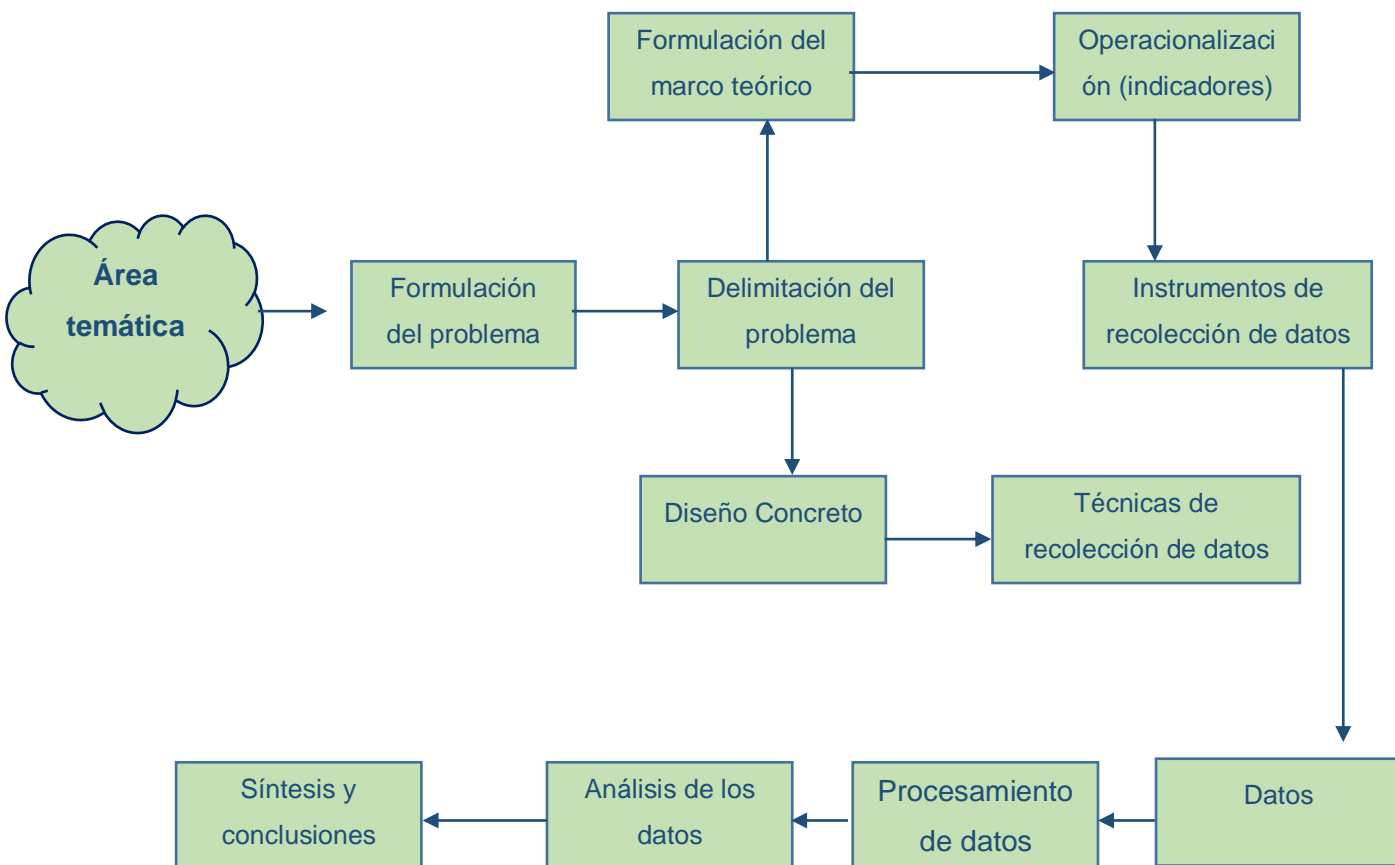 Formulación del
marco teórico
Operacionalizaci
ón (indicadores)
Área
temática
Formulación
del problema
Delimitación del
problema
Instrumentos de
recolección de datos
Diseño Concreto
Técnicas de
recolección de datos
Síntesis y
conclusiones
Análisis de los
datos
Procesamiento
de datos
Datos